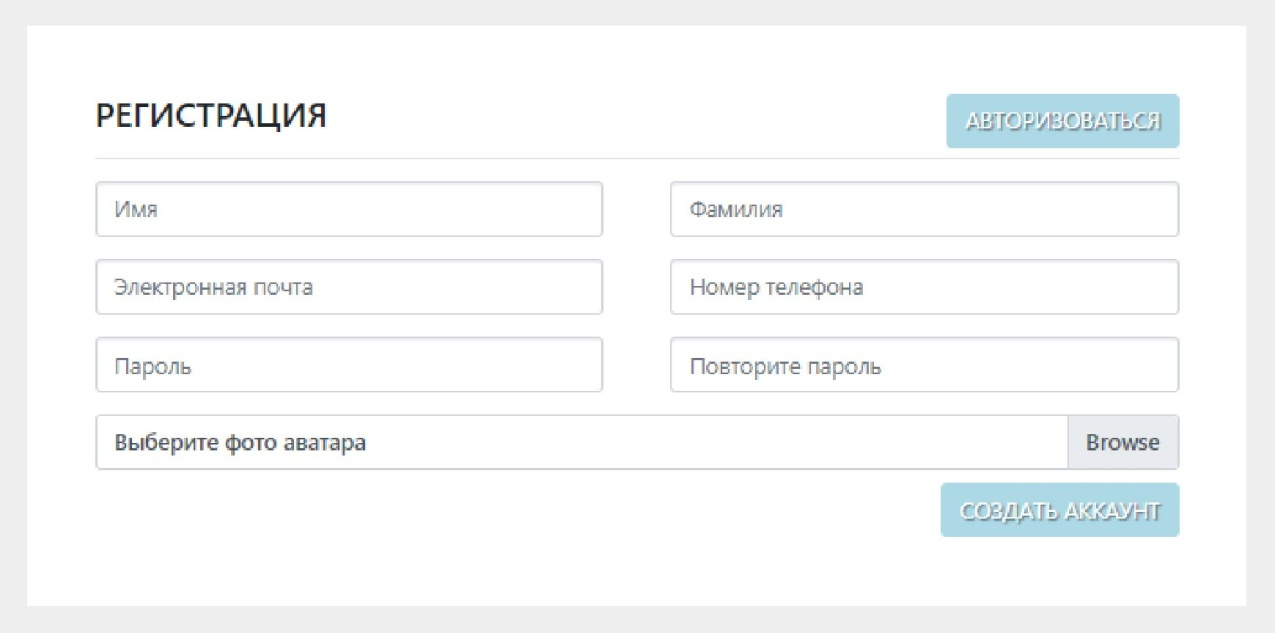 РЕГИСТРАЦИЯ
АВТОРИЗОВАТЬСЯ
Имя
Фамилия
Электронная почта
Номер телефона
Пароль
Повторите пароль
Выберите фото аватара
Browse
СОЗДАТЬ АККАУНТ